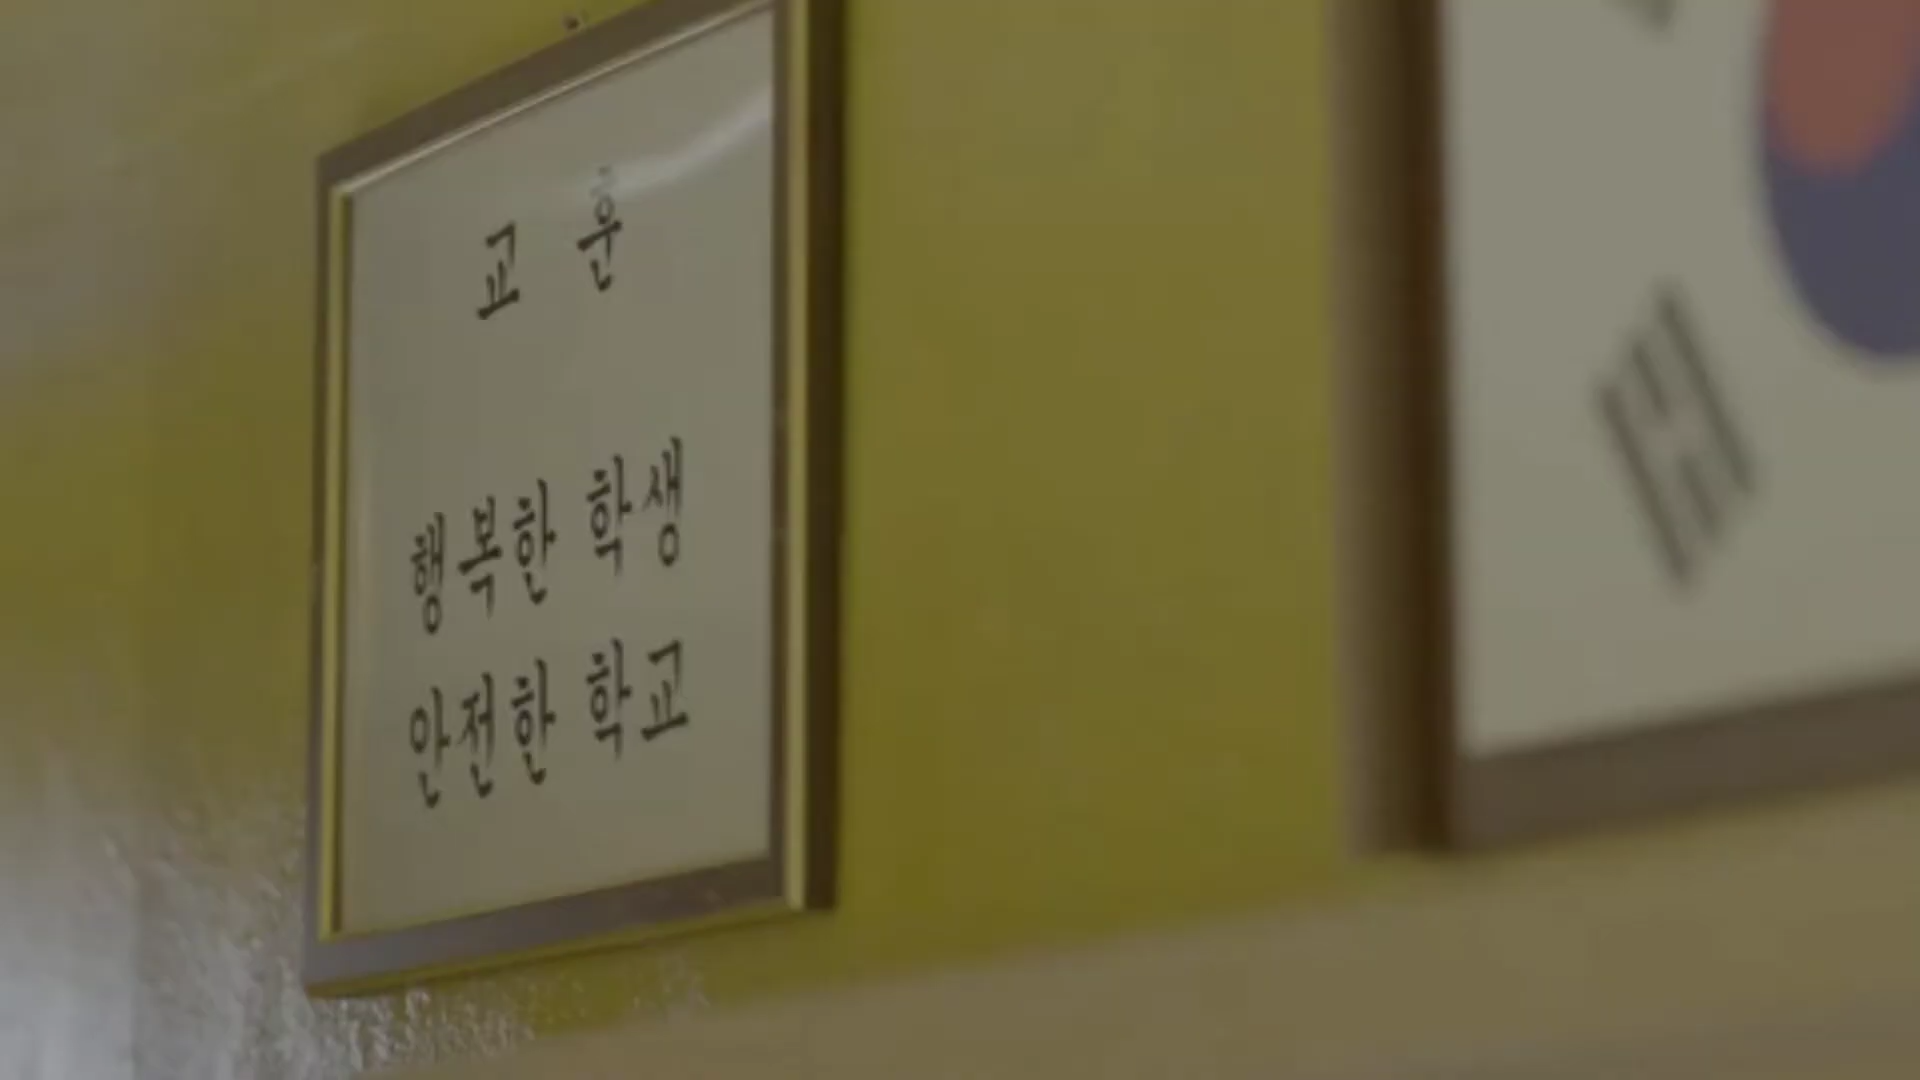 교 훈
행복한 학생
안전한 학교